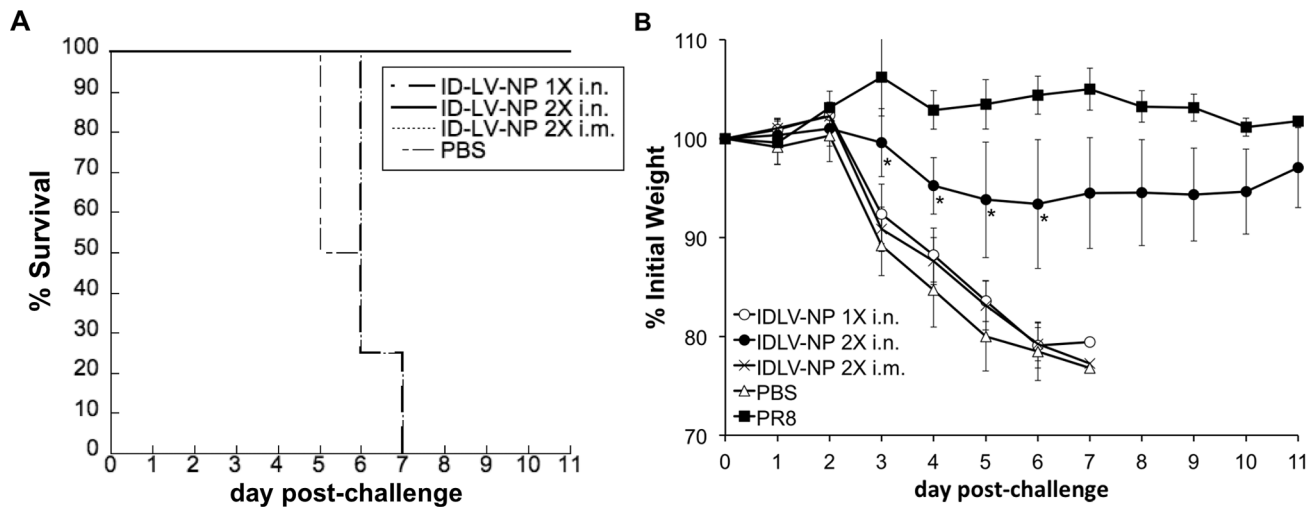 A
% Survival
100
90
80
70
60
50
40
30
20
10
0
0 1 2 3 4 5 6 7 8 9 10 11
day post-challenge
ID-LV-NP 1X i.n.
ID-LV-NP 2X i.n.
ID-LV-NP 2X i.m.
PBS
B
% Initial Weight
110
100
90
80
70
* * * *
IDLV-NP 1X i.n.
IDLV-NP 2X i.n.
IDLV-NP 2X i.m.
PBS
PR8
0 1 2 3 4 5 6 7 8 9 10 11
day post-challenge